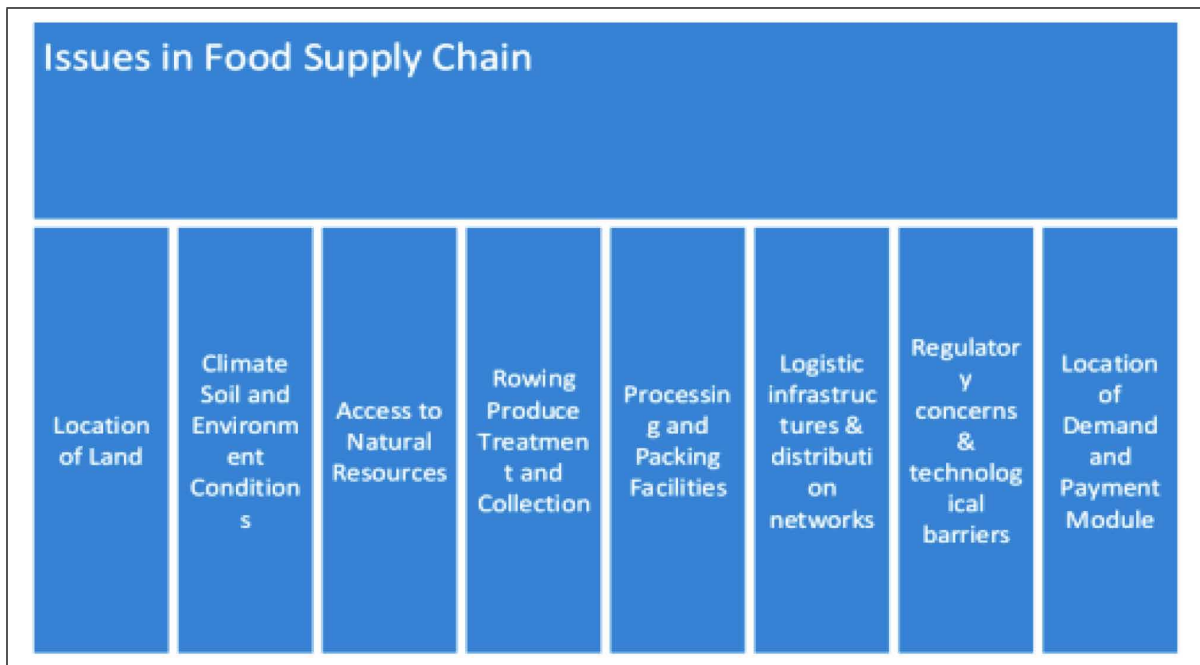 Issues in Food Supply Chain
Location
of Land
Climate
Soil and
Environm
ent
Condition
s
Access to
Natural
Resources
Rowing
Produce
Treatmen
t and
Collection
Processin
g and
Packing
Facilities
Logistic
infrastruc
tures &
distributi
on
networks
Regulator
y
concerns
&
technolog
ical
barriers
Location
of
Demand
and
Payment
Module